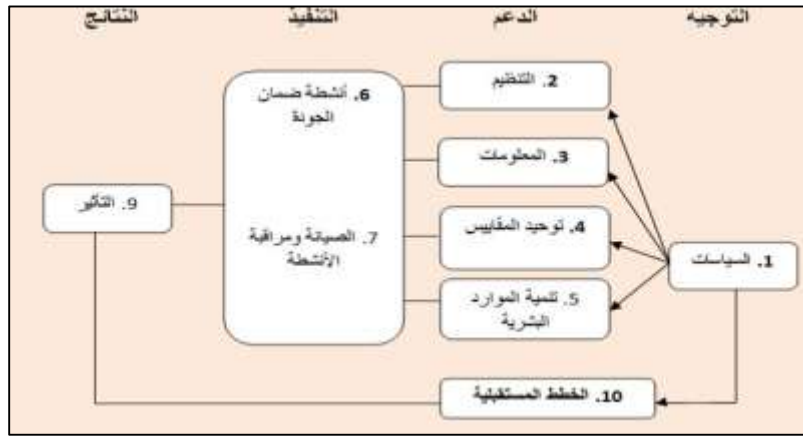 التوجيه
الدعم
التنفيذ
النتائج
2. التنظيم
6. أنشطة ضمان
الجودة
3. المعلومات
9. التأثير
4. توحيد المقاييس
7. الصيانة ومراقبة
الأنشطة
1. السياسات
5. تنمية الموارد
البشرية
10. الخطط المستقبلية